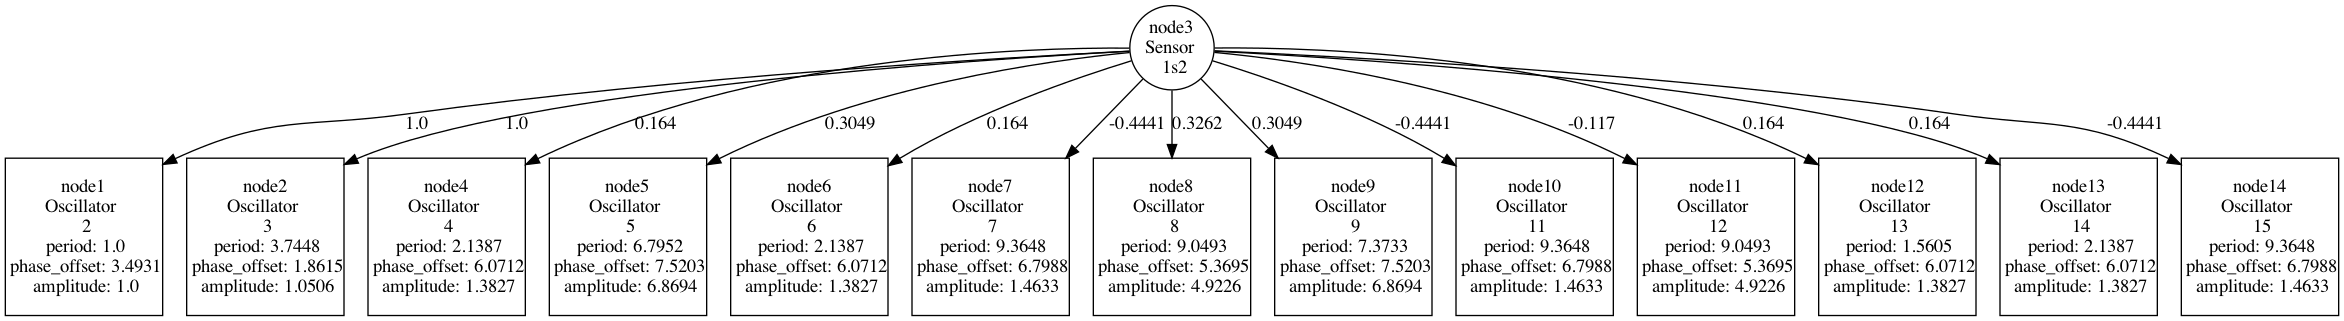 node3
Sensor
1s2
1.0
1.0
0.164
0.3049
0.164
-0.4441
0.3262
0.3049
-0.4441
-0.117
0.164
0.164
-0.4441
node1
Oscillator
2
period: 1.0
phase_offset: 3.4931
amplitude: 1.0
node2
Oscillator
3
period: 3.7448
phase_offset: 1.8615
amplitude: 1.0506
node4
Oscillator
4
period: 2.1387
phase_offset: 6.0712
amplitude: 1.3827
node5
Oscillator
5
period: 6.7952
phase_offset: 7.5203
amplitude: 6.8694
node6
Oscillator
6
period: 2.1387
phase_offset: 6.0712
amplitude: 1.3827
node7
Oscillator
7
period: 9.3648
phase_offset: 6.7988
amplitude: 1.4633
node8
Oscillator
8
period: 9.0493
phase_offset: 5.3695
amplitude: 4.9226
node9
Oscillator
9
period: 7.3733
phase_offset: 7.5203
amplitude: 6.8694
node10
Oscillator
11
period: 9.3648
phase_offset: 6.7988
amplitude: 1.4633
node11
Oscillator
12
period: 9.0493
phase_offset: 5.3695
amplitude: 4.9226
node12
Oscillator
13
period: 1.5605
phase_offset: 6.0712
amplitude: 1.3827
node13
Oscillator
14
period: 2.1387
phase_offset: 6.0712
amplitude: 1.3827
node14
Oscillator
15
period: 9.3648
phase_offset: 6.7988
amplitude: 1.4633